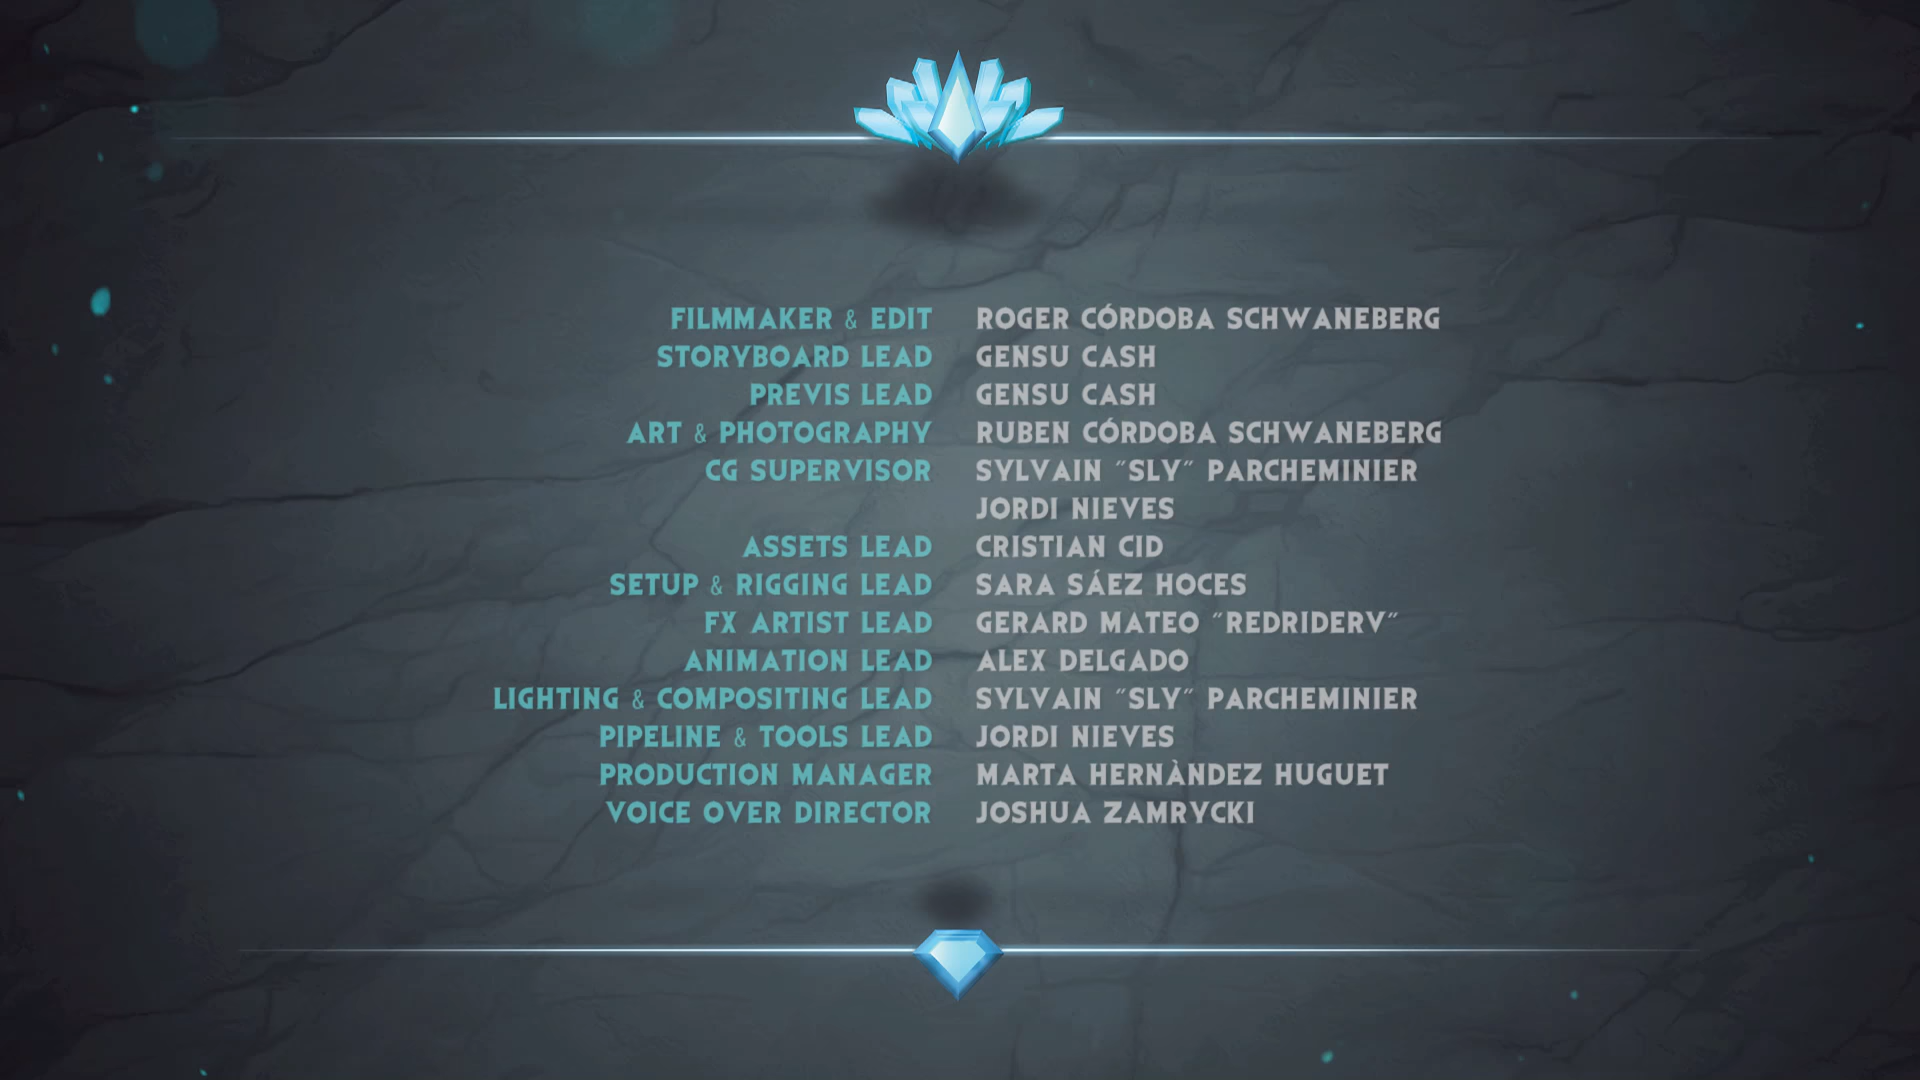 FILMMAKER & EDIT ROGER CÓRDOBA SCHWANEBERG
STORYBOARD LEAD GENSU CASH
PREVIS LEAD GENSU CASH
ART & PHOTOGRAPHY RUBEN CÓRDOBA SCHWANEBERG
CG SUPERVISOR SYLVAIN "SLY" PARCHEMINIER
JORDI NIEVES
ASSETS LEAD CRISTIAN CID
SETUP & RIGGING LEAD SARA SÁEZ HOCES
FX ARTIST LEAD GERARD MATEO "REDRIDERV"
ANIMATION LEAD ALEX DELGADO
LIGHTING & COMPOSITING LEAD SYLVAIN "SLY" PARCHEMINIER
PIPELINE & TOOLS LEAD JORDI NIEVES
PRODUCTION MANAGER MARTA HERNÀNDEZ HUGUET
VOICE OVER DIRECTOR JOSHUA ZAMRYCKI